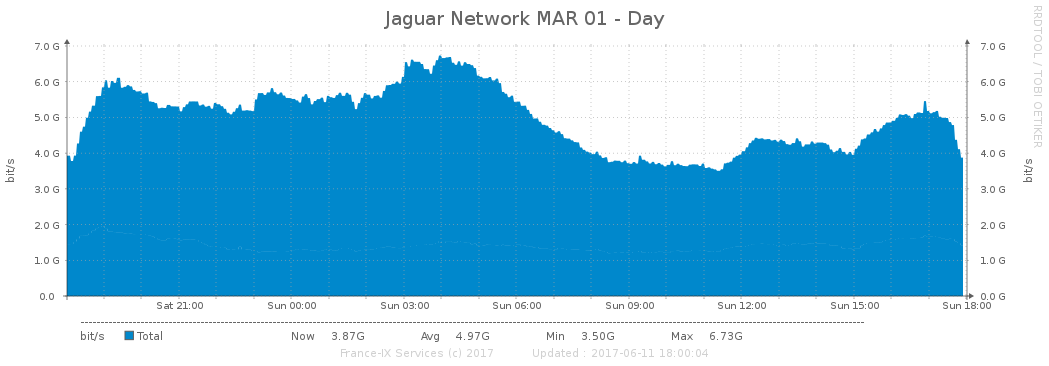 Jaguar Network MAR 01 - Day
RRDTOOL / TOBI OETIKER
bit/s
7.0 G 7.0 G
6.0 G 6.0 G
5.0 G 5.0 G
4.0 G 4.0 G
3.0 G 3.0 G
2.0 G 2.0 G
1.0 G 1.0 G
0.0 0.0 G
bit/s
Sat 21:00 Sun 00:00 Sun 03:00 Sun 06:00 Sun 09:00 Sun 12:00 Sun 15:00 Sun 18:00
bit/s Total Now 3.87G Avg 4.97G Min 3.50G Max 6.73G
France-IX Services (c) 2017 Updated : 2017-06-11 18:00:04